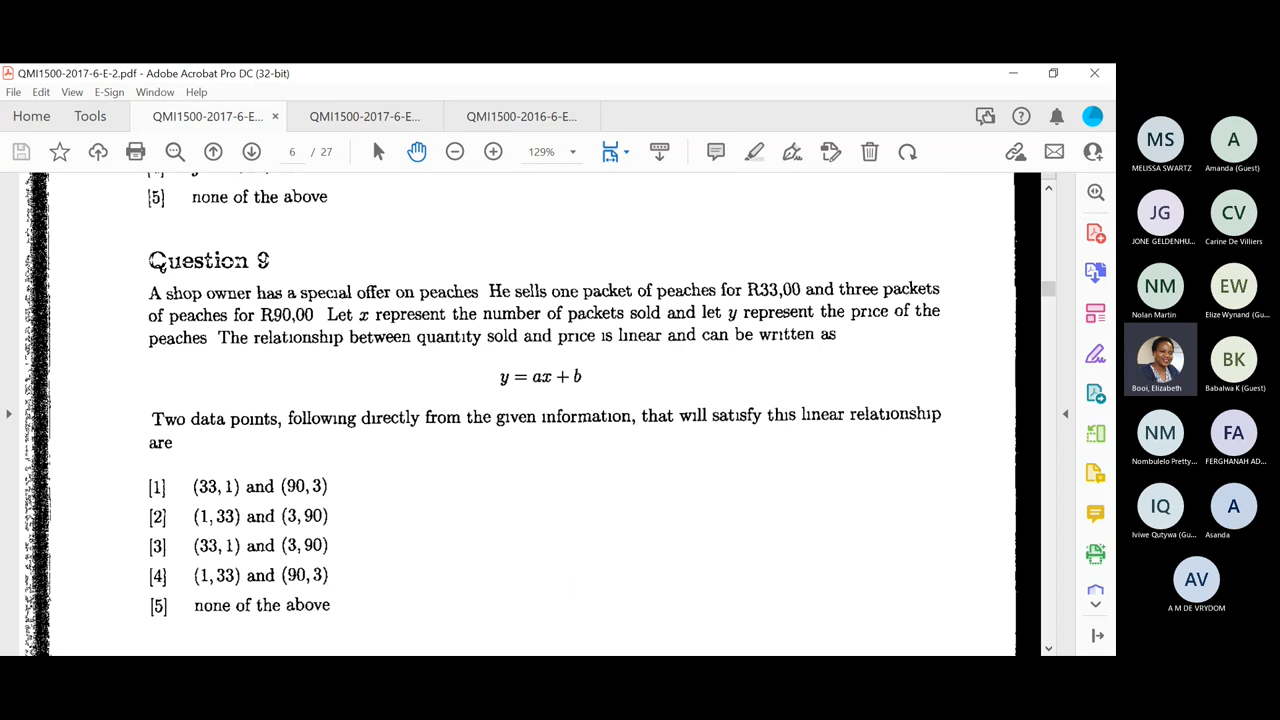 QMI1500-2017-6-E-2.pdf - Adobe Acrobat Pro DC (32-bit)
File Edit View E-Sign Window Help
Home Tools QMI1500-2017-6-E... × QMI1500-2017-6-E... QMI1500-2016-6-E...
6 / 27 129%
[5] none of the above
Question 9
A shop owner has a special offer on peaches He sells one packet of peaches for R33,00 and three packets
of peaches for R90,00 Let x represent the number of packets sold and let y represent the price of the
peaches The relationship between quantity sold and price is linear and can be written as
y = ax + b
Two data points, following directly from the given information, that will satisfy this linear relationship
are
[1] (33, 1) and (90, 3)
[2] (1, 33) and (3, 90)
[3] (33, 1) and (3, 90)
[4] (1, 33) and (90, 3)
[5] none of the above
MS A
MELISSA SWARTZ Amanda (Guest)
JG CV
JONE GELDENHU... Carine De Villiers
NM EW
Nolan Martin Elize Wynand (Gu...
BK
Booi, Elizabeth Babalwa K (Guest)
NM FA
Nombulelo Pretty... FERGHANAH AD...
IQ A
Iviwe Qutywa (Gu... Asanda
AV
A M DE VRYDOM